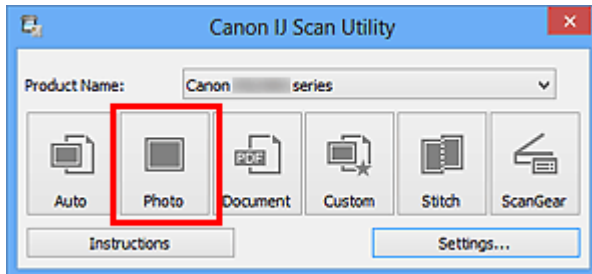 Canon IJ Scan Utility
Product Name: Canon series
PDF
Auto Photo Document Custom Stitch ScanGear
Instructions Settings...